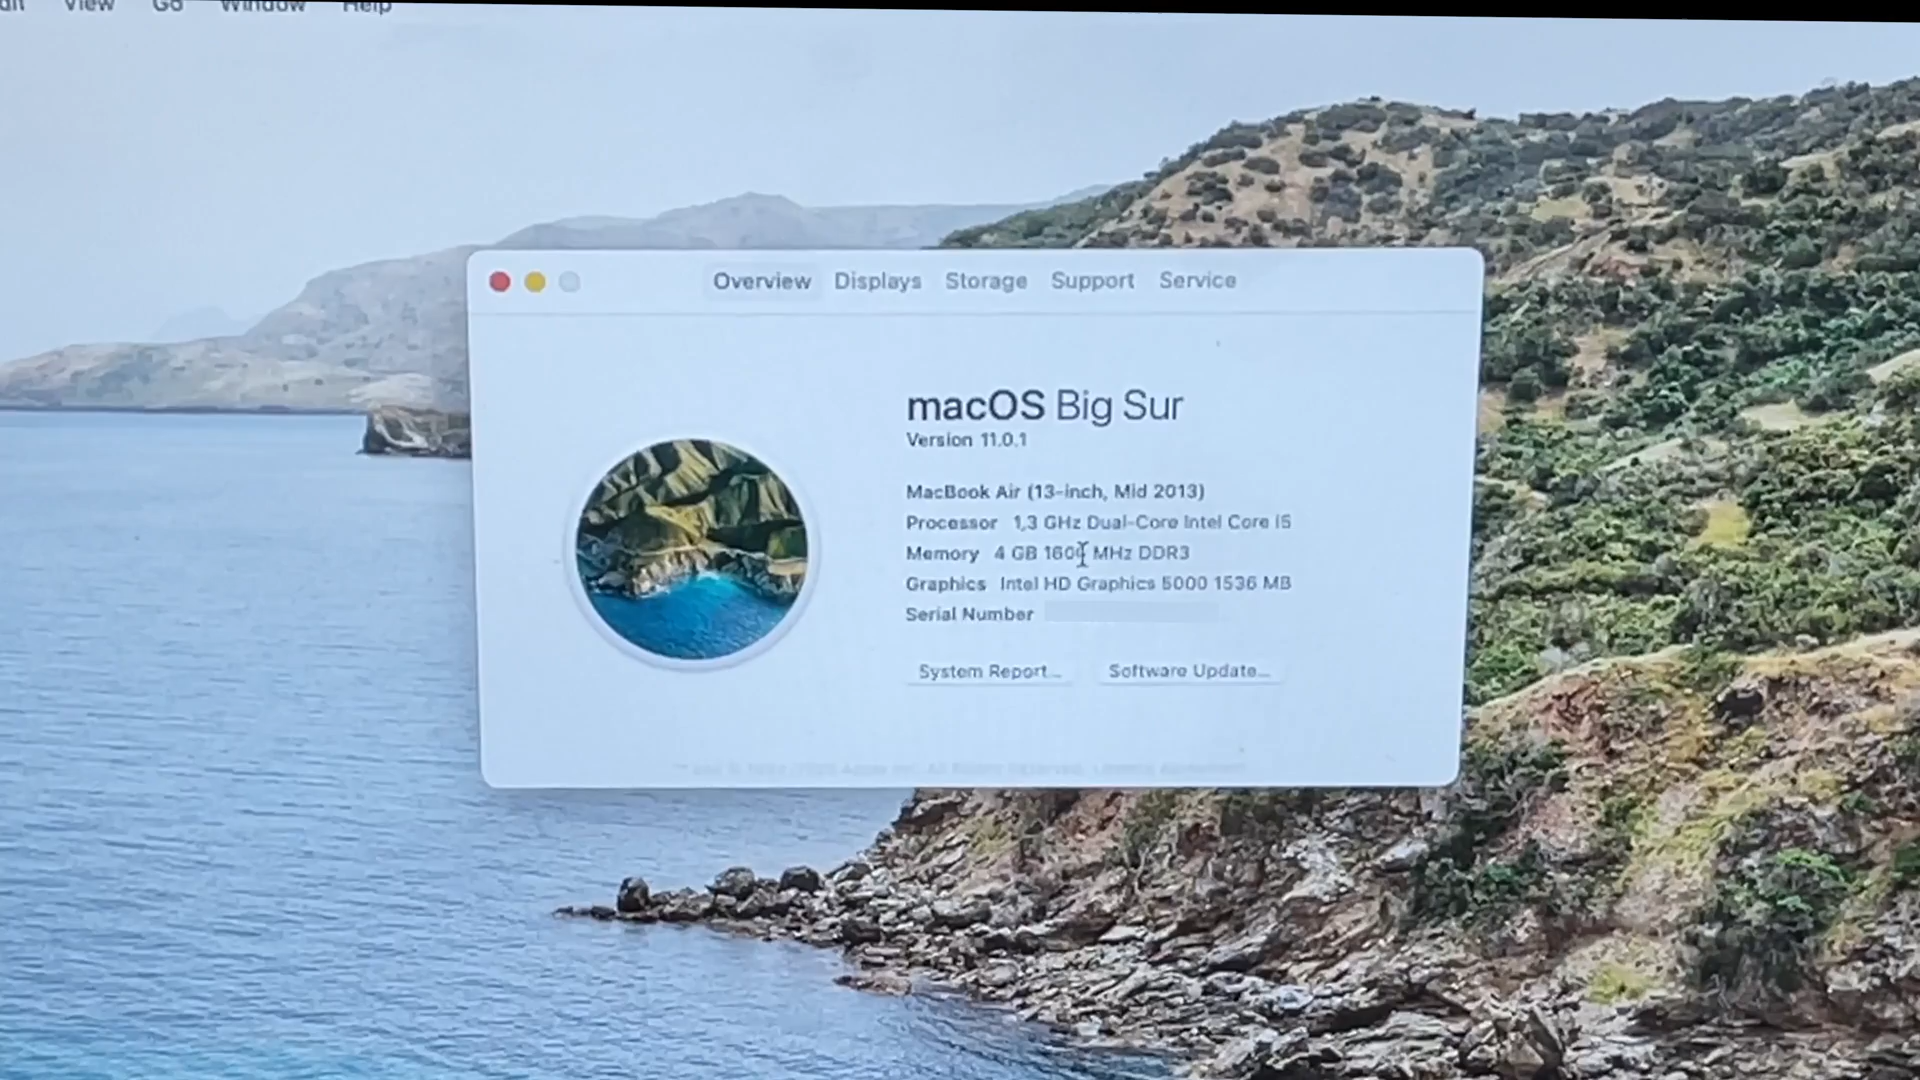 View Go Window Help
Overview Displays Storage Support Service
macOS Big Sur
Version 11.0.1
MacBook Air (13-inch, Mid 2013)
Processor 1,3 GHz Dual-Core Intel Core i5
Memory 4 GB 1600 MHz DDR3
Graphics Intel HD Graphics 5000 1536 MB
Serial Number
System Report...
Software Update...